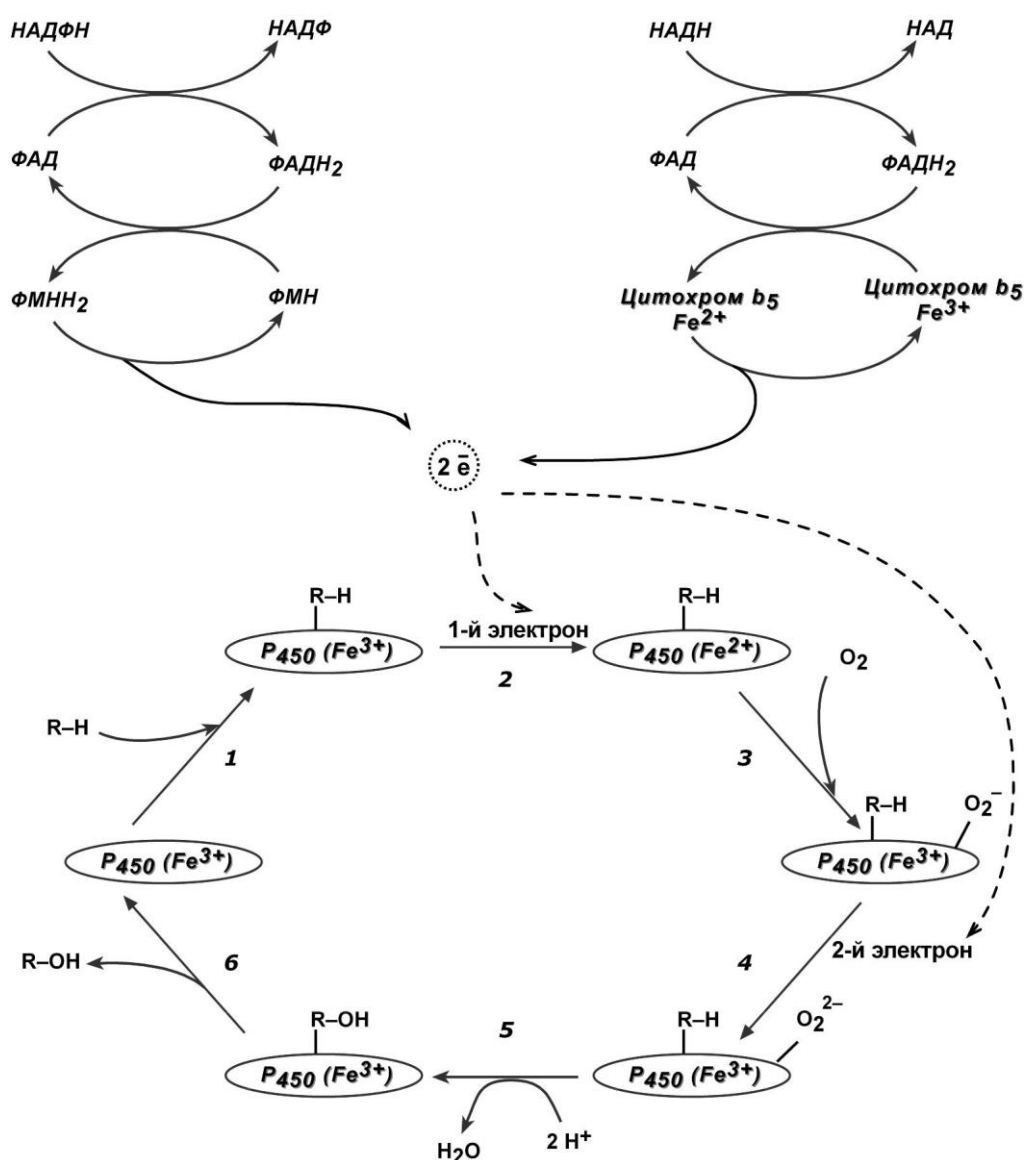 НАДФН
НАДФ
НАДН
НАД
ФАД
ФАДН2
ФАД
ФАДН2
ФМНН2
ФМН
Цитохром b5
Fe2+
Цитохром b5
Fe3+
2 ē
R–H
1-й электрон
R–H
P450 (Fe3+)
2
P450 (Fe2+)
O2
R–H
1
3
R–H
O2–
P450 (Fe3+)
P450 (Fe3+)
R–OH
6
4
2-й электрон
R–OH
5
R–H
O2 2–
P450 (Fe3+)
P450 (Fe3+)
H2O
2 H+